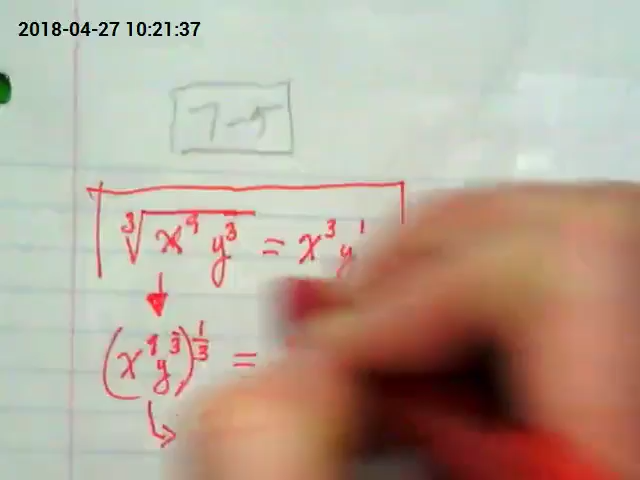 2018-04-27 10:21:37
7-5
∛(x⁹y³) = x³y¹
(x⁹y³)^(1/3) =